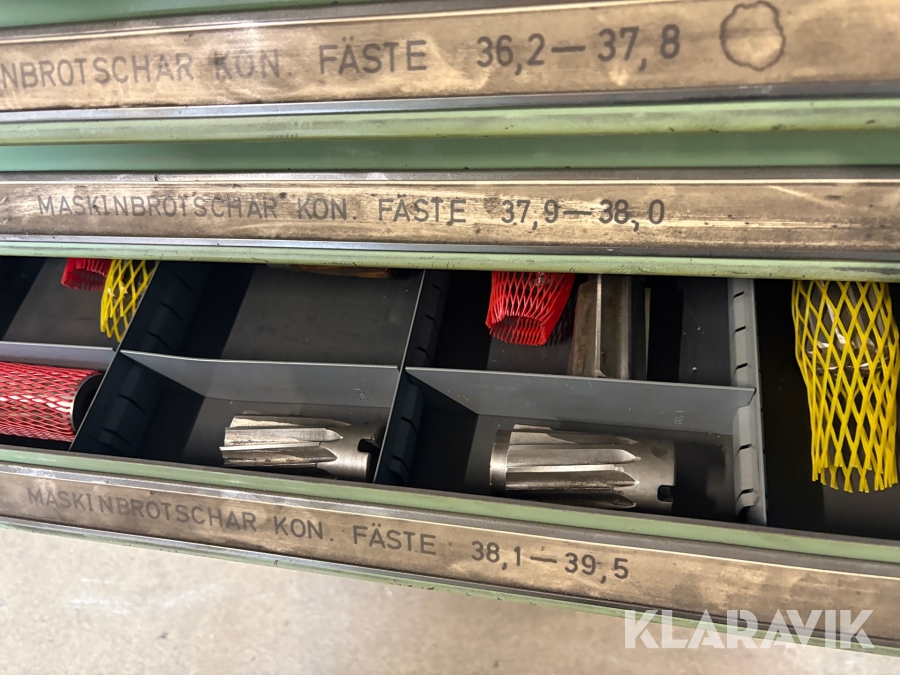 NBROTSCHAR KON. FÄSTE 36,2—37,8
MASKINBROTSCHAR KON. FÄSTE 37,9—38,0
MASKINBROTSCHAR KON. FÄSTE 38,1—39,5
KLARAVIK